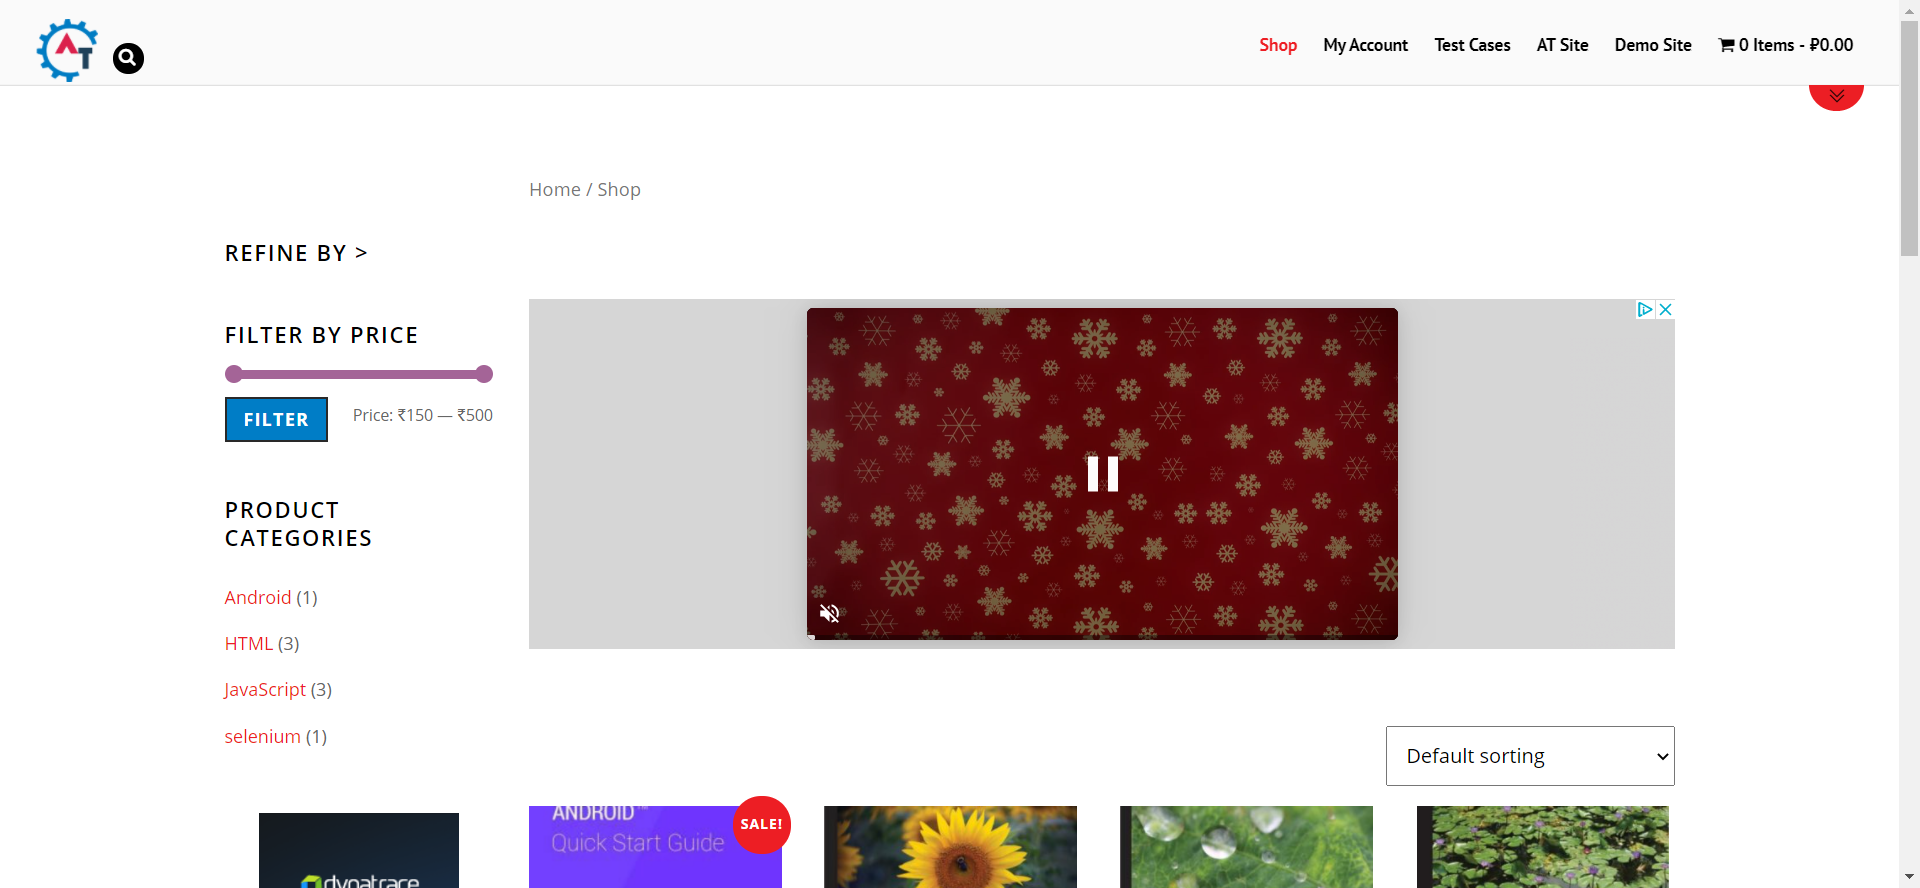 AT
Shop
My Account
Test Cases
AT Site
Demo Site
0 Items - ₽0.00
Home / Shop
REFINE BY >
FILTER BY PRICE
FILTER
Price: ₹150 — ₹500
PRODUCT
CATEGORIES
Android (1)
HTML (3)
JavaScript (3)
selenium (1)
Default sorting
dynatrace
ANDROID™
Quick Start Guide
SALE!